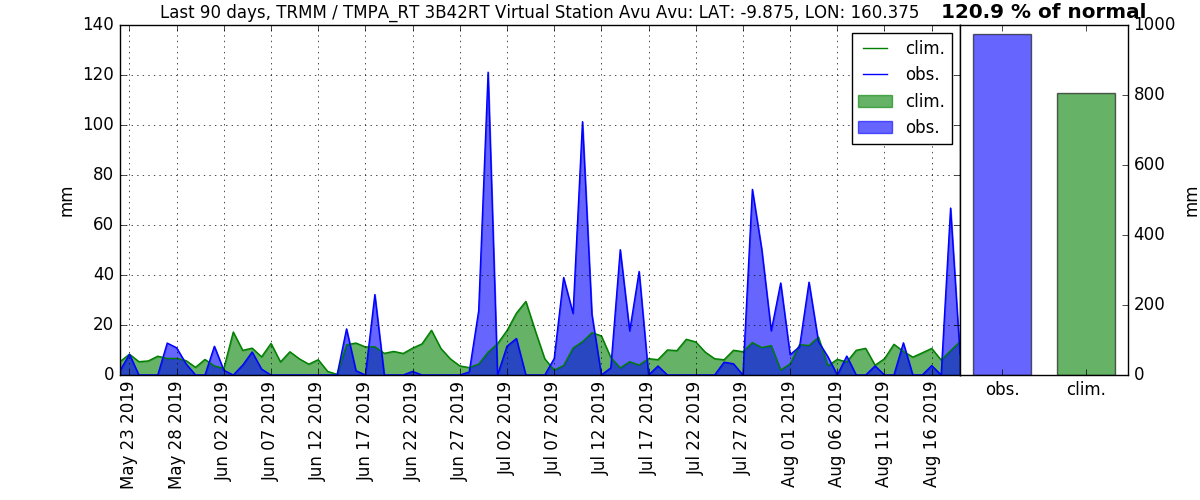 Last 90 days, TRMM / TMPA_RT 3B42RT Virtual Station Avu Avu: LAT: -9.875, LON: 160.375
120.9 % of normal
mm
140
120
100
80
60
40
20
0
clim.
obs.
clim.
obs.
May 23 2019
May 28 2019
Jun 02 2019
Jun 07 2019
Jun 12 2019
Jun 17 2019
Jun 22 2019
Jun 27 2019
Jul 02 2019
Jul 07 2019
Jul 12 2019
Jul 17 2019
Jul 22 2019
Jul 27 2019
Aug 01 2019
Aug 06 2019
Aug 11 2019
Aug 16 2019
1000
800
600
400
200
0
mm
obs.
clim.